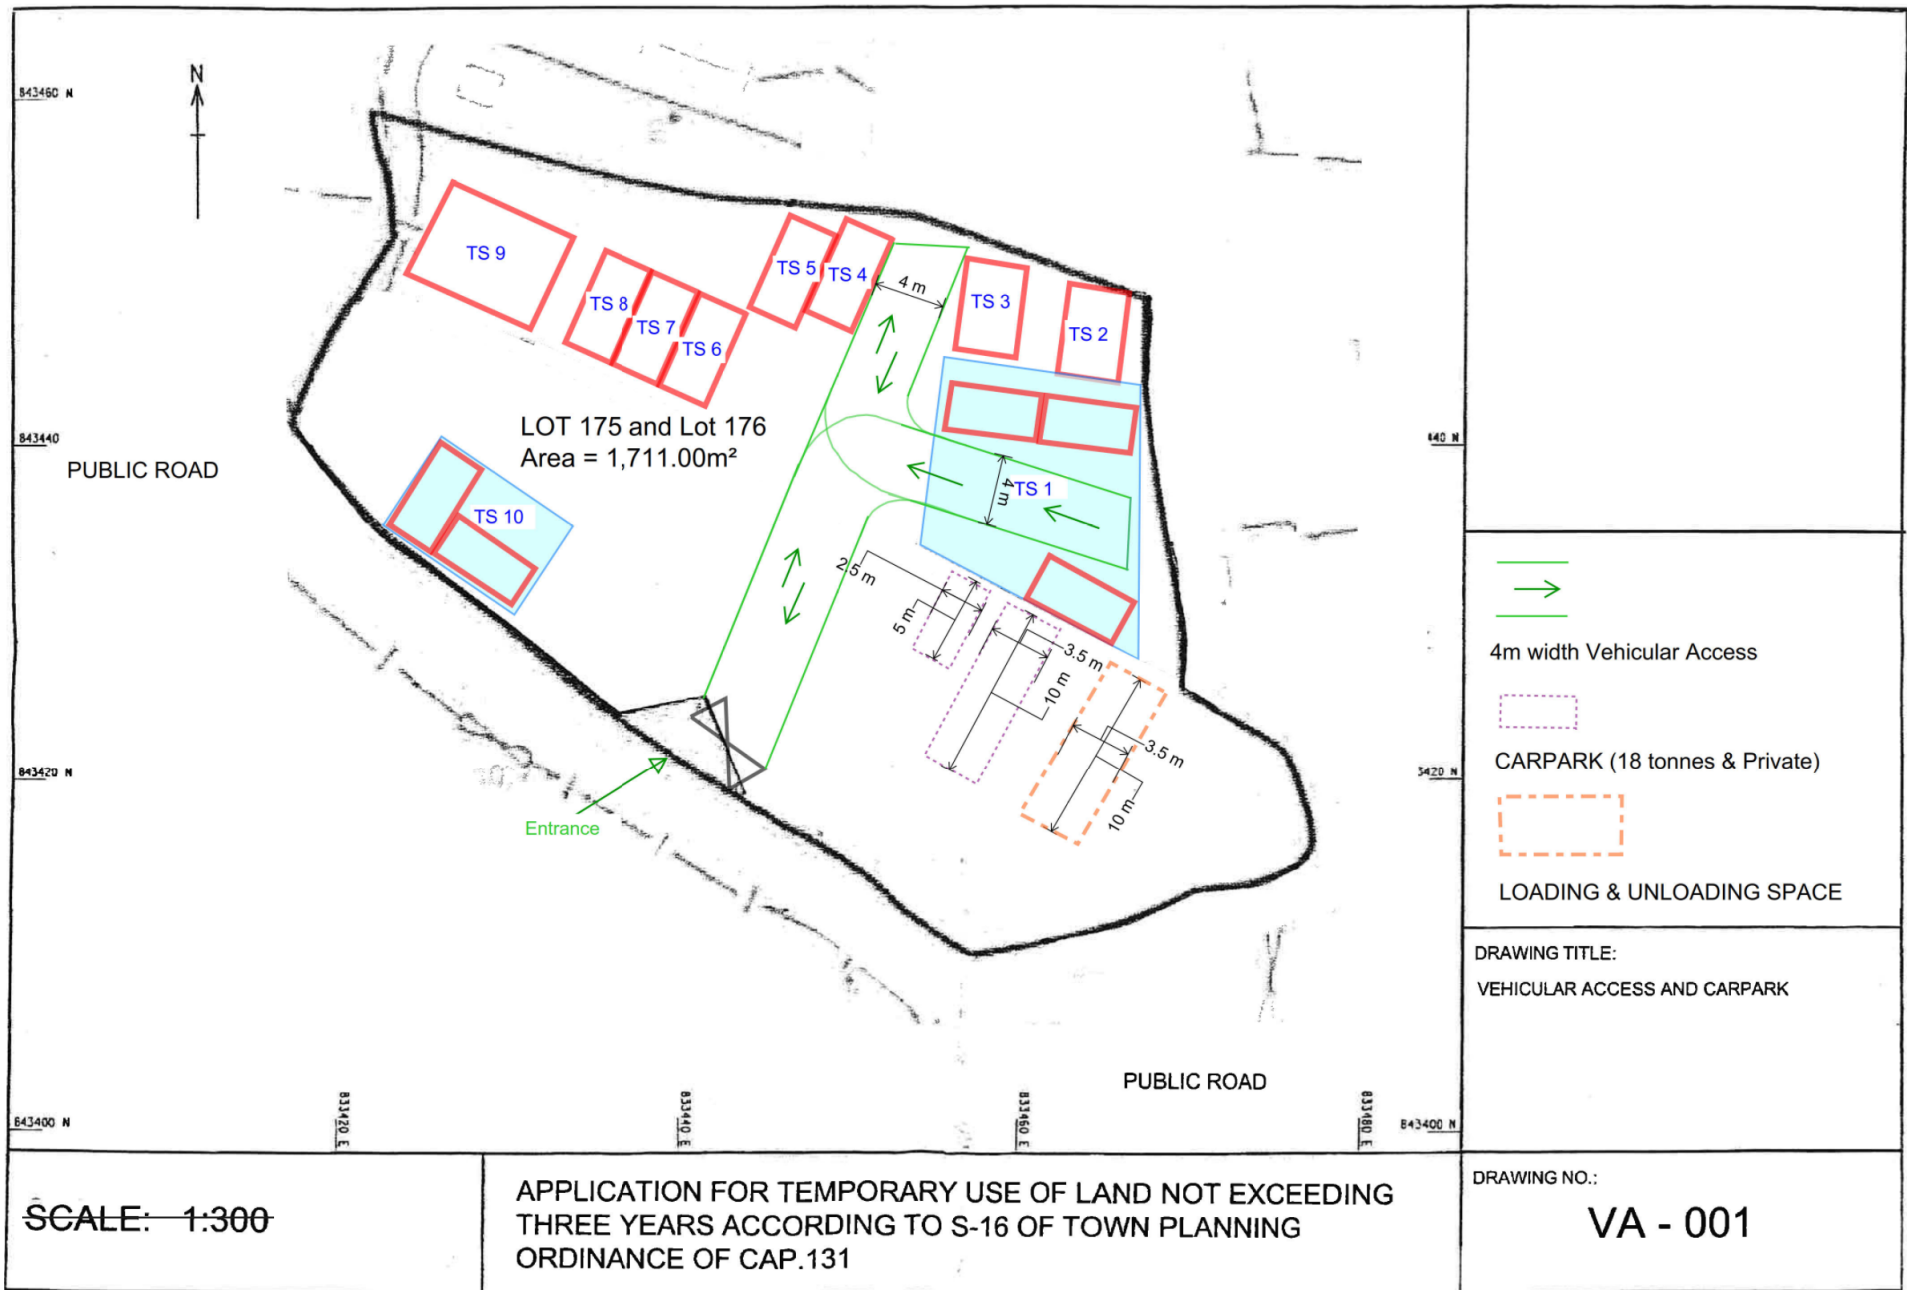 N
843460 N
TS 9
TS 5
TS 4
4 m
TS 3
TS 2
TS 8
TS 7
TS 6
LOT 175 and Lot 176
Area = 1,711.00m²
843440
440 N
PUBLIC ROAD
4 m
TS 1
TS 10
2.5 m
5 m
3.5 m
10 m
3.5 m
10 m
843420 N
3420 N
Entrance
PUBLIC ROAD
843400 N
833420 E
833440 E
833460 E
833480 E
843400 N
4m width Vehicular Access
CARPARK (18 tonnes & Private)
LOADING & UNLOADING SPACE
DRAWING TITLE:
VEHICULAR ACCESS AND CARPARK
SCALE: 1:300
APPLICATION FOR TEMPORARY USE OF LAND NOT EXCEEDING
THREE YEARS ACCORDING TO S-16 OF TOWN PLANNING
ORDINANCE OF CAP.131
DRAWING NO.:
VA - 001